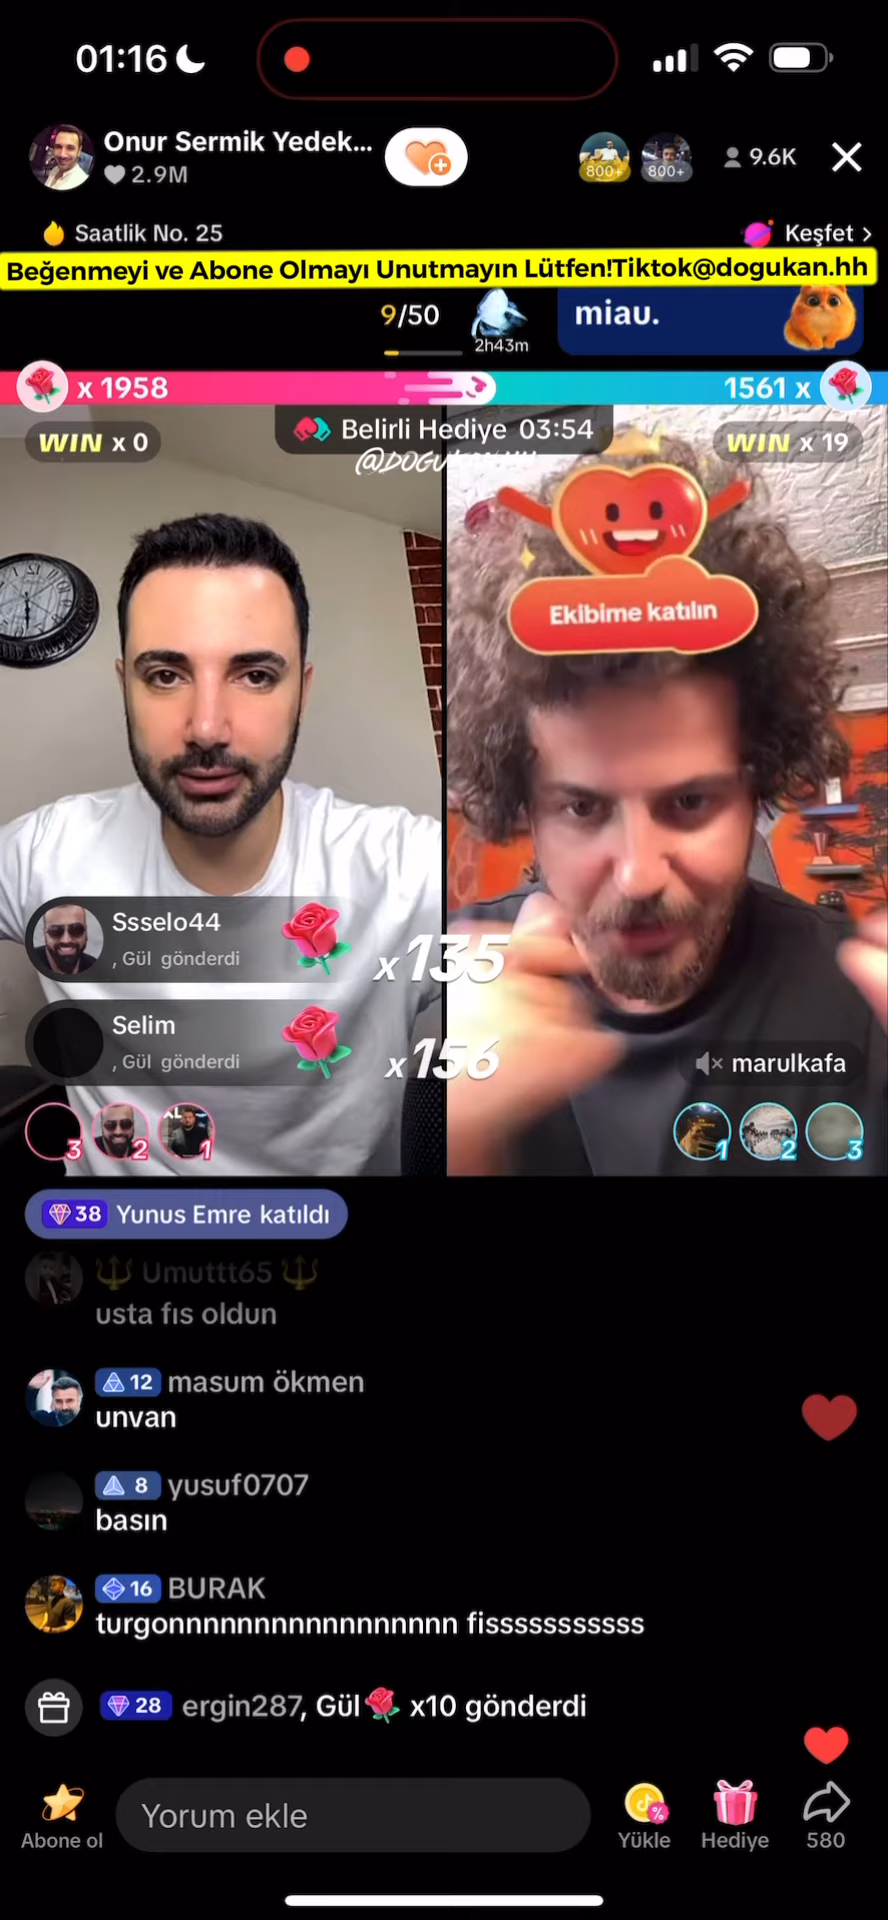 01:16
Onur Sermik Yedek...
2.9M
800+
800+
9.6K
Saatlik No. 25
Keşfet >
Beğenmeyi ve Abone Olmayı Unutmayın Lütfen!Tiktok@dogukan.hh
9/50
2h43m
miau.
x 1958
1561 x
WIN x 0
Belirli Hediye 03:54
WIN x 19
Ekibime katılın
Ssselo44
, Gül gönderdi
x135
Selim
, Gül gönderdi
x156
marulkafa
3
2
1
1
2
3
38 Yunus Emre katıldı
Umuttt65
usta fıs oldun
12 masum ökmen
unvan
8 yusuf0707
basın
16 BURAK
turgonnnnnnnnnnnnnnnnnn fisssssssssss
28 ergin287, Gül x10 gönderdi
Abone ol
Yorum ekle
Yükle
Hediye
580